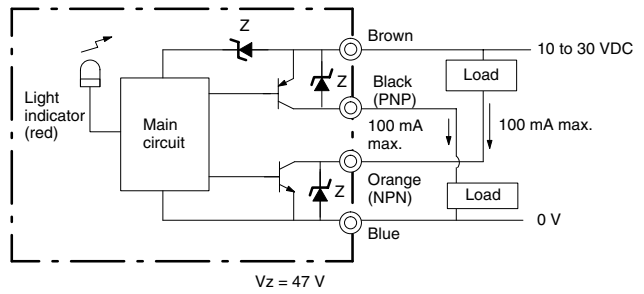 Z
Brown
10 to 30 VDC
Load
Z
Light
indicator
(red)
Black
(PNP)
Main
circuit
100 mA
max.
100 mA max.
Z
Orange
(NPN)
Load
0 V
Blue
Vz = 47 V